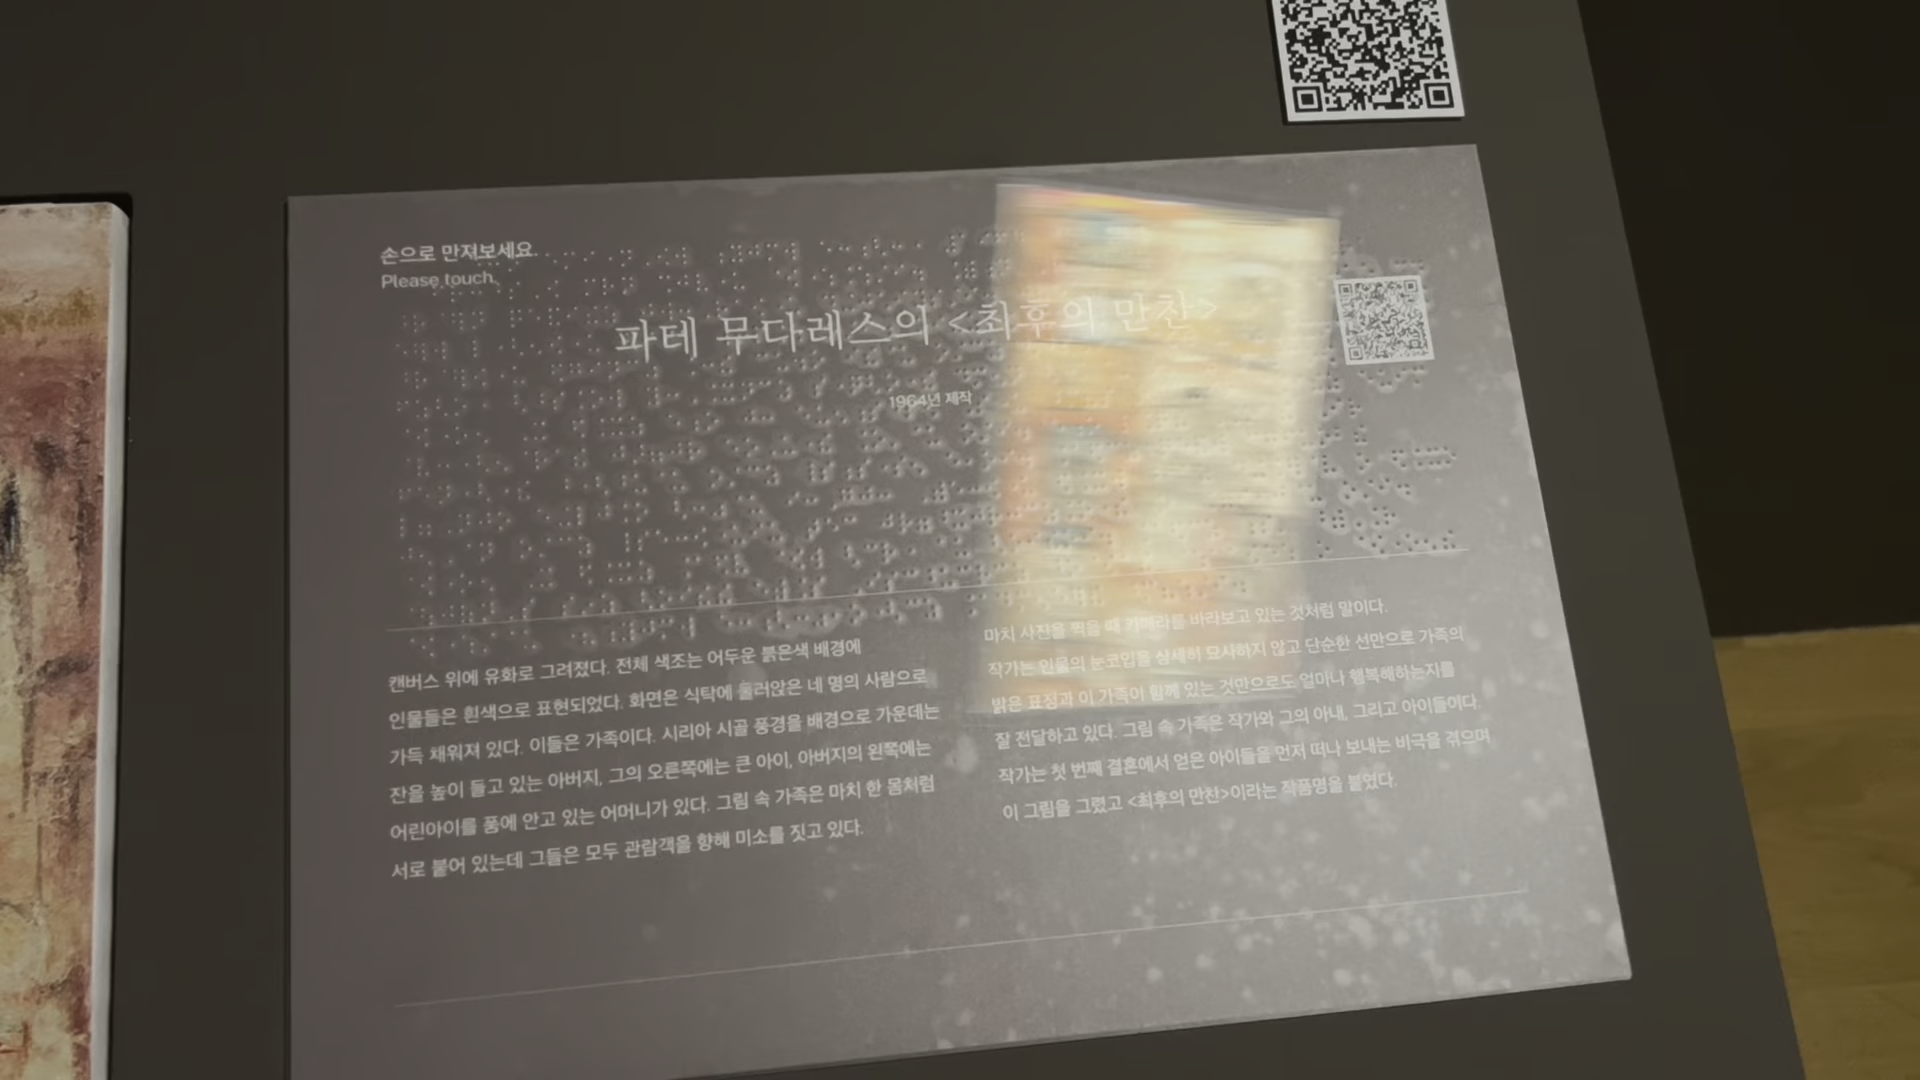 손으로 만져보세요.
Please touch.
파테 무다레스의 <최후의 만찬>
1964년 제작
캔버스 위에 유화로 그려졌다. 전체 색조는 어두운 붉은색 배경에
인물들은 흰색으로 표현되었다. 화면은 식탁에 둘러앉은 네 명의 사람으로
가득 채워져 있다. 이들은 가족이다. 시리아 시골 풍경을 배경으로 가운데는
잔을 높이 들고 있는 아버지, 그의 오른쪽에는 큰 아이, 아버지의 왼쪽에는
어린아이를 품에 안고 있는 어머니가 있다. 그림 속 가족은 마치 한 몸처럼
서로 붙어 있는데 그들은 모두 관람객을 향해 미소를 짓고 있다.
마치 사진을 찍을 때 카메라를 바라보고 있는 것처럼 말이다.
작가는 인물의 눈코입을 상세히 묘사하지 않고 단순한 선만으로 가족의
밝은 표정과 이 가족이 함께 있는 것만으로도 얼마나 행복해하는지를
잘 전달하고 있다. 그림 속 가족은 작가와 그의 아내, 그리고 아이들이다.
작가는 첫 번째 결혼에서 얻은 아이들을 먼저 떠나 보내는 비극을 겪으며
이 그림을 그렸고 <최후의 만찬>이라는 작품명을 붙였다.